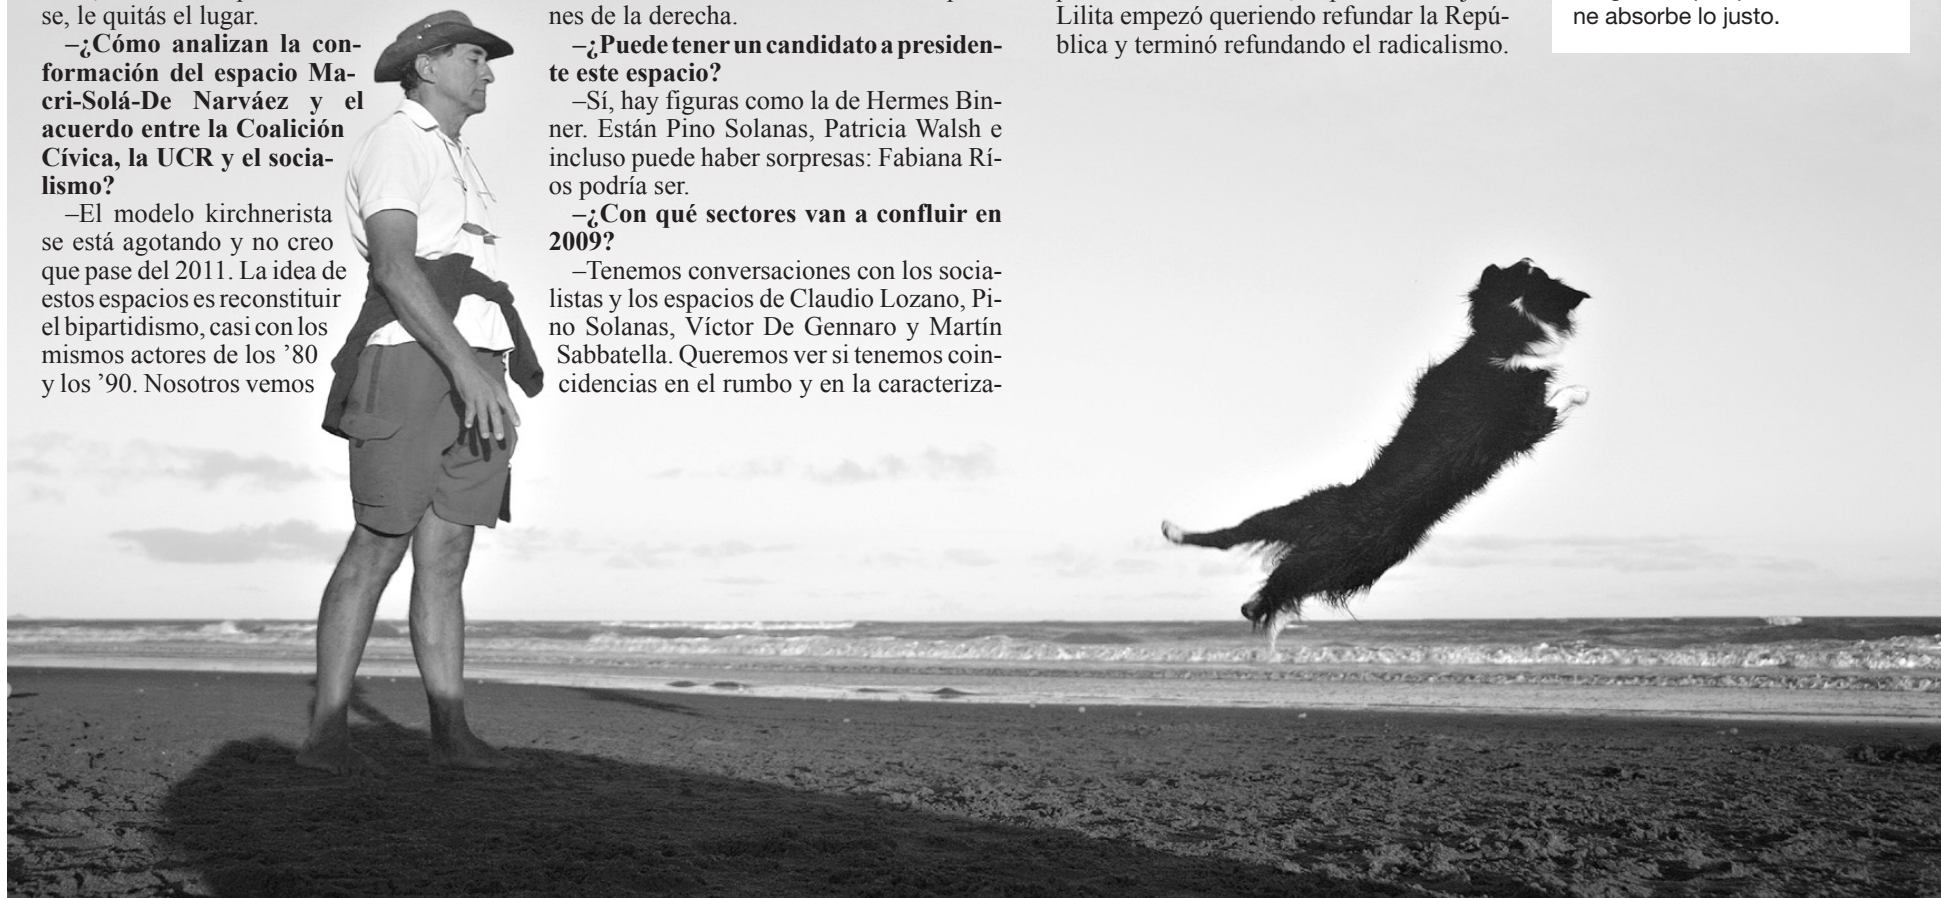 se, le quitás el lugar.
–¿Cómo analizan la con-
formación del espacio Ma-
cri-Solá-De Narváez y el
acuerdo entre la Coalición
Cívica, la UCR y el socia-
lismo?
–El modelo kirchnerista
se está agotando y no creo
que pase del 2011. La idea de
estos espacios es reconstituir
el bipartidismo, casi con los
mismos actores de los ’80
y los ’90. Nosotros vemos
nes de la derecha.
–¿Puede tener un candidato a presiden-
te este espacio?
–Sí, hay figuras como la de Hermes Bin-
ner. Están Pino Solanas, Patricia Walsh e
incluso puede haber sorpresas: Fabiana Rí-
os podría ser.
–¿Con qué sectores van a confluir en
2009?
–Tenemos conversaciones con los socia-
listas y los espacios de Claudio Lozano, Pi-
no Solanas, Víctor De Gennaro y Martín
Sabbatella. Queremos ver si tenemos coin-
cidencias en el rumbo y en la caracteriza-
Lilita empezó queriendo refundar la Repú-
blica y terminó refundando el radicalismo.
ne absorbe lo justo.